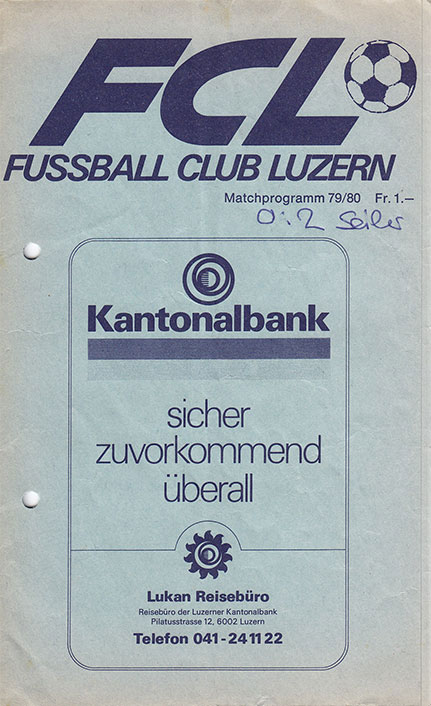 FCL
FUSSBALL CLUB LUZERN
Matchprogramm 79/80 Fr. 1.–
0:2 Seiler
Kantonalbank
sicher
zuvorkommend
überall
Lukan Reisebüro
Reisebüro der Luzerner Kantonalbank
Pilatusstrasse 12, 6002 Luzern
Telefon 041-24 11 22